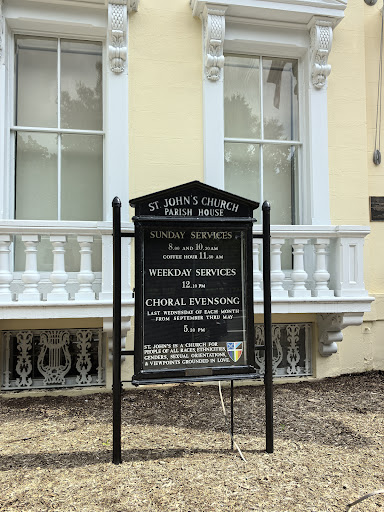 ST. JOHN'S CHURCH
PARISH HOUSE
SUNDAY SERVICES
8.00 AND 10.30AM
COFFEE HOUR 11.30AM
WEEKDAY SERVICES
12.10 PM
CHORAL EVENSONG
LAST WEDNESDAY OF EACH MONTH
FROM SEPTEMBER THRU MAY
5.30 PM
ST. JOHN'S IS A CHURCH FOR
PEOPLE OF ALL RACES, ETHNICITIES,
GENDERS, SEXUAL ORIENTATIONS,
& VIEWPOINTS GROUNDED IN LOVE.